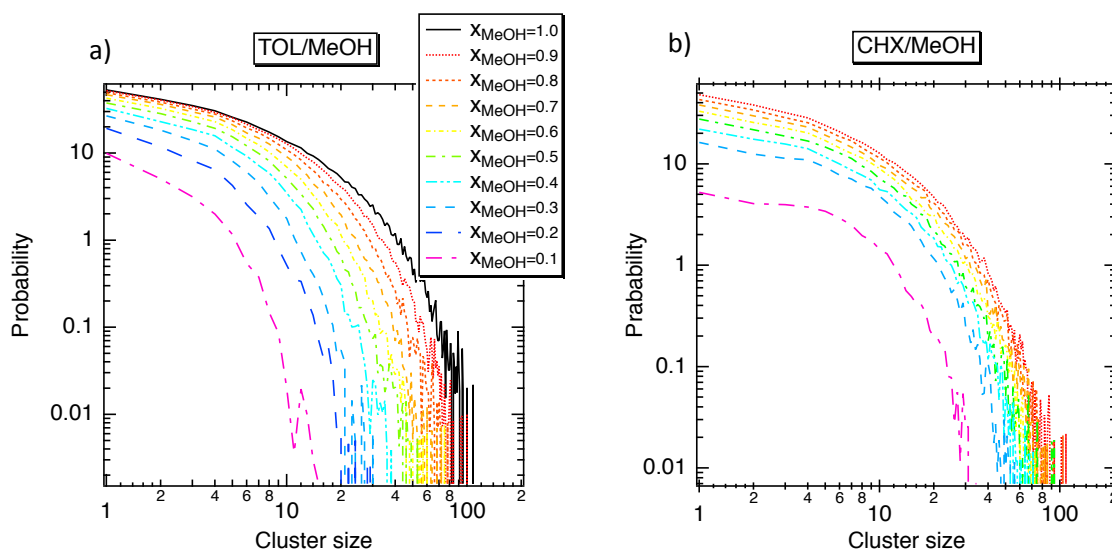 a)
TOL/MeOH
XMeOH=1.0
XMeOH=0.9
XMeOH=0.8
XMeOH=0.7
XMeOH=0.6
XMeOH=0.5
XMeOH=0.4
XMeOH=0.3
XMeOH=0.2
XMeOH=0.1
Probability
10
1
0.1
0.01
1 2 4 6 8 10 2 4 6 8 100 2
Cluster size
b)
CHX/MeOH
Prabability
10
1
0.1
0.01
1 2 4 6 8 10 2 4 6 8 100
Cluster size